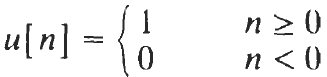 u[n] = { 1 n ≥ 0
0 n < 0